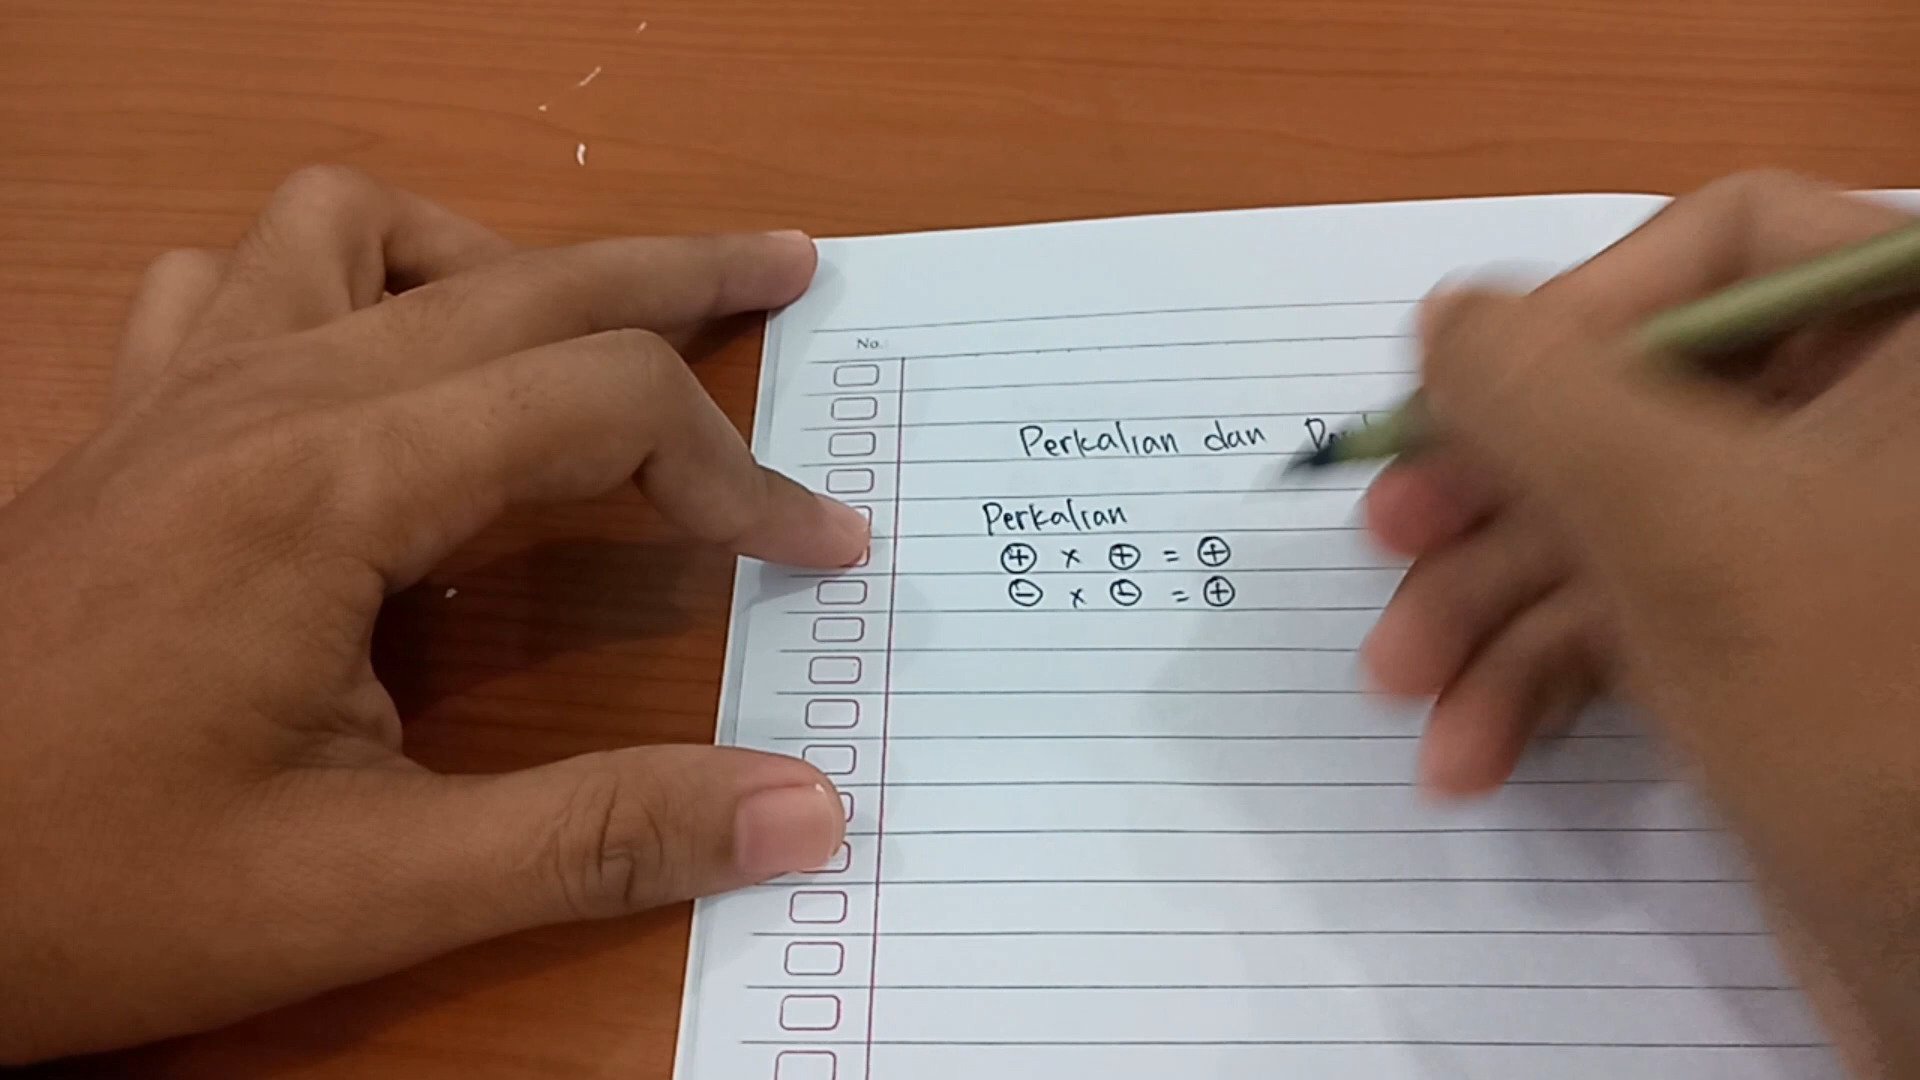 No.
Perkalian dan
Perkalian
⊕ x ⊕ = ⊕
⊖ x ⊖ = ⊕